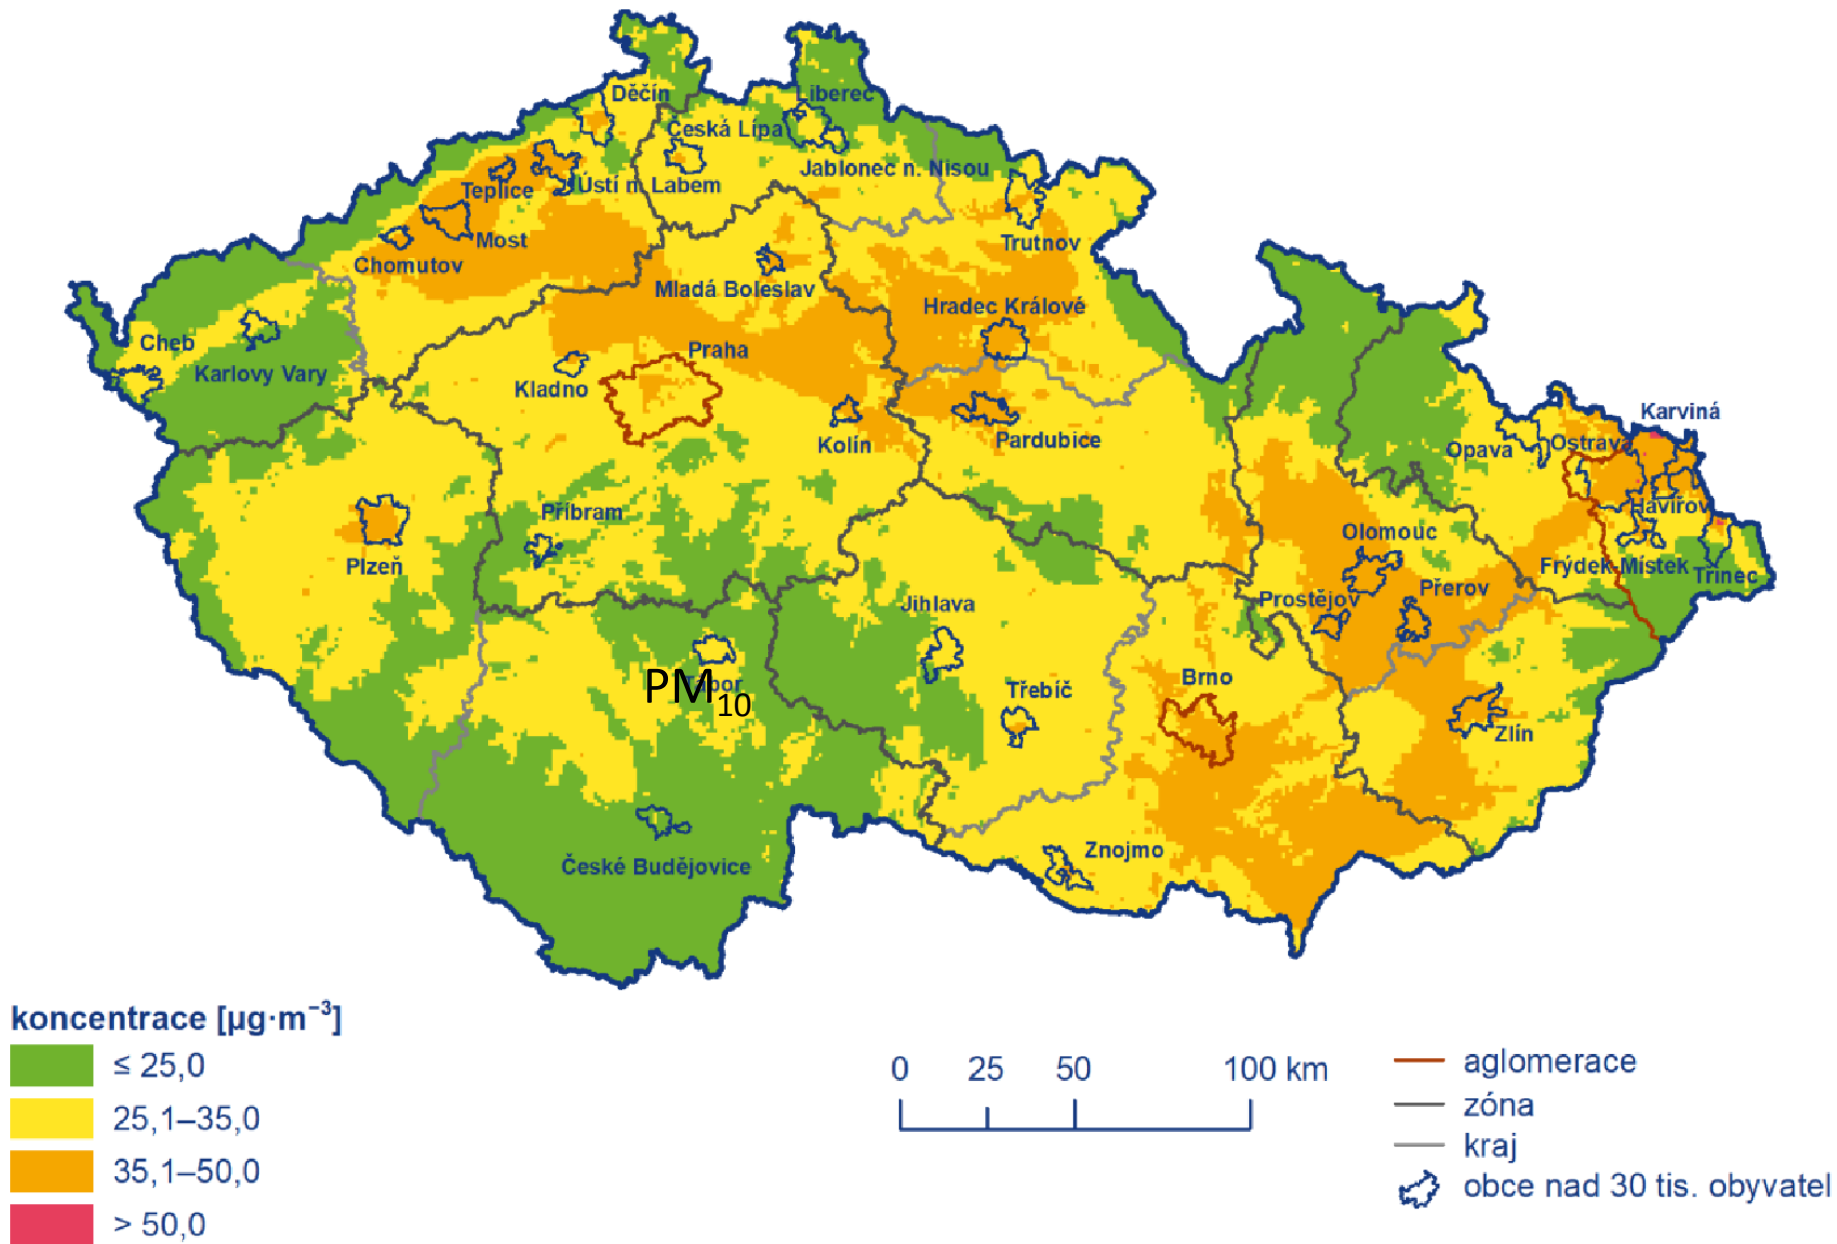 Děčín
Liberec
Česká Lípa
Jablonec n. Nisou
Teplice
Ústí n. Labem
Most
Trutnov
Chomutov
Mladá Boleslav
Hradec Králové
Cheb
Karlovy Vary
Praha
Kladno
Kolín
Pardubice
Karviná
Opava
Ostrava
Příbram
Havířov
Plzeň
Olomouc
Frýdek-Místek
Třinec
Přerov
Prostějov
Jihlava
Tábor
PM10
Třebíč
Brno
Zlín
Znojmo
České Budějovice
koncentrace [µg·m⁻³]
≤ 25,0
25,1–35,0
35,1–50,0
> 50,0
0 25 50 100 km
aglomerace
zóna
kraj
obce nad 30 tis. obyvatel